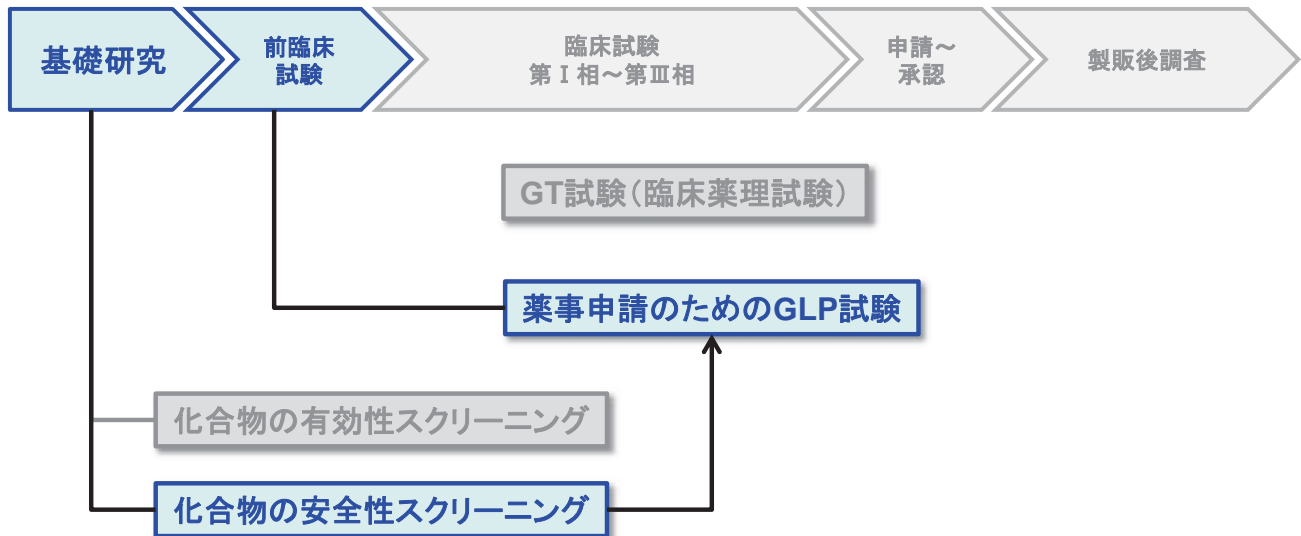 基礎研究
前臨床
試験
臨床試験
第Ⅰ相～第Ⅲ相
申請～
承認
製販後調査
GT試験（臨床薬理試験）
薬事申請のためのGLP試験
化合物の有効性スクリーニング
化合物の安全性スクリーニング